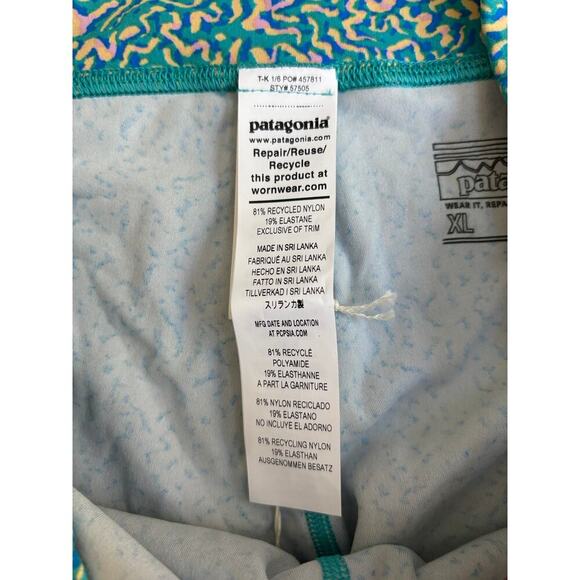 T-K 1/6 PO# 457811
STY# 57505
patagonia®
www.patagonia.com
Repair/Reuse/
Recycle
this product at
wornwear.com
81% RECYCLED NYLON
19% ELASTANE
EXCLUSIVE OF TRIM
MADE IN SRI LANKA
FABRIQUÉ AU SRI LANKA
HECHO EN SRI LANKA
FATTO IN SRI LANKA
TILLVERKAD I SRI LANKA
スリランカ製
MFG DATE AND LOCATION
AT PCPSIA.COM
81% RECYCLÉ
POLYAMIDE
19% ELASTHANNE
A PART LA GARNITURE
81% NYLON RECICLADO
19% ELASTANO
NO INCLUYE EL ADORNO
81% RECYCLING NYLON
19% ELASTHAN
AUSGENOMMEN BESATZ
pata
WEAR IT, REPA
XL